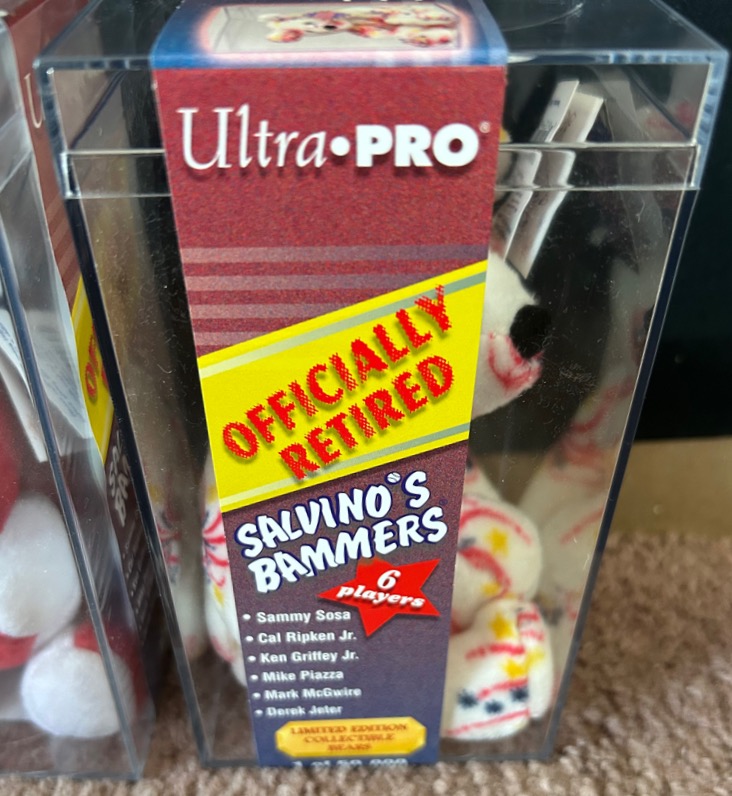 Ultra•PRO®
OFFICIALLY
RETIRED
SALVINO'S
BAMMERS
6
players
• Sammy Sosa
• Cal Ripken Jr.
• Ken Griffey Jr.
• Mike Piazza
• Mark McGwire
• Derek Jeter
LIMITED EDITION
COLLECTIBLE
BEARS